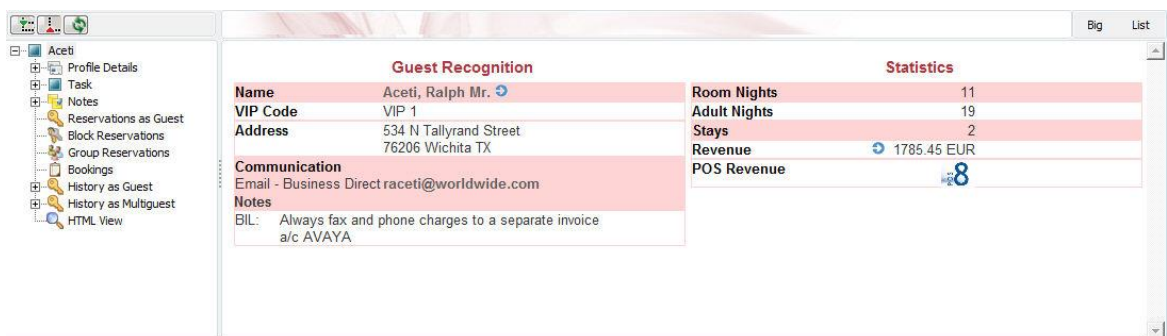 Big List
Aceti
Profile Details
Task
Notes
Reservations as Guest
Block Reservations
Group Reservations
Bookings
History as Guest
History as Multiguest
HTML View
Guest Recognition
Name Aceti, Ralph Mr.
VIP Code VIP 1
Address 534 N Tallyrand Street
76206 Wichita TX
Communication
Email - Business Direct raceti@worldwide.com
Notes
BIL: Always fax and phone charges to a separate invoice
a/c AVAYA
Statistics
Room Nights 11
Adult Nights 19
Stays 2
Revenue 1785.45 EUR
POS Revenue 8